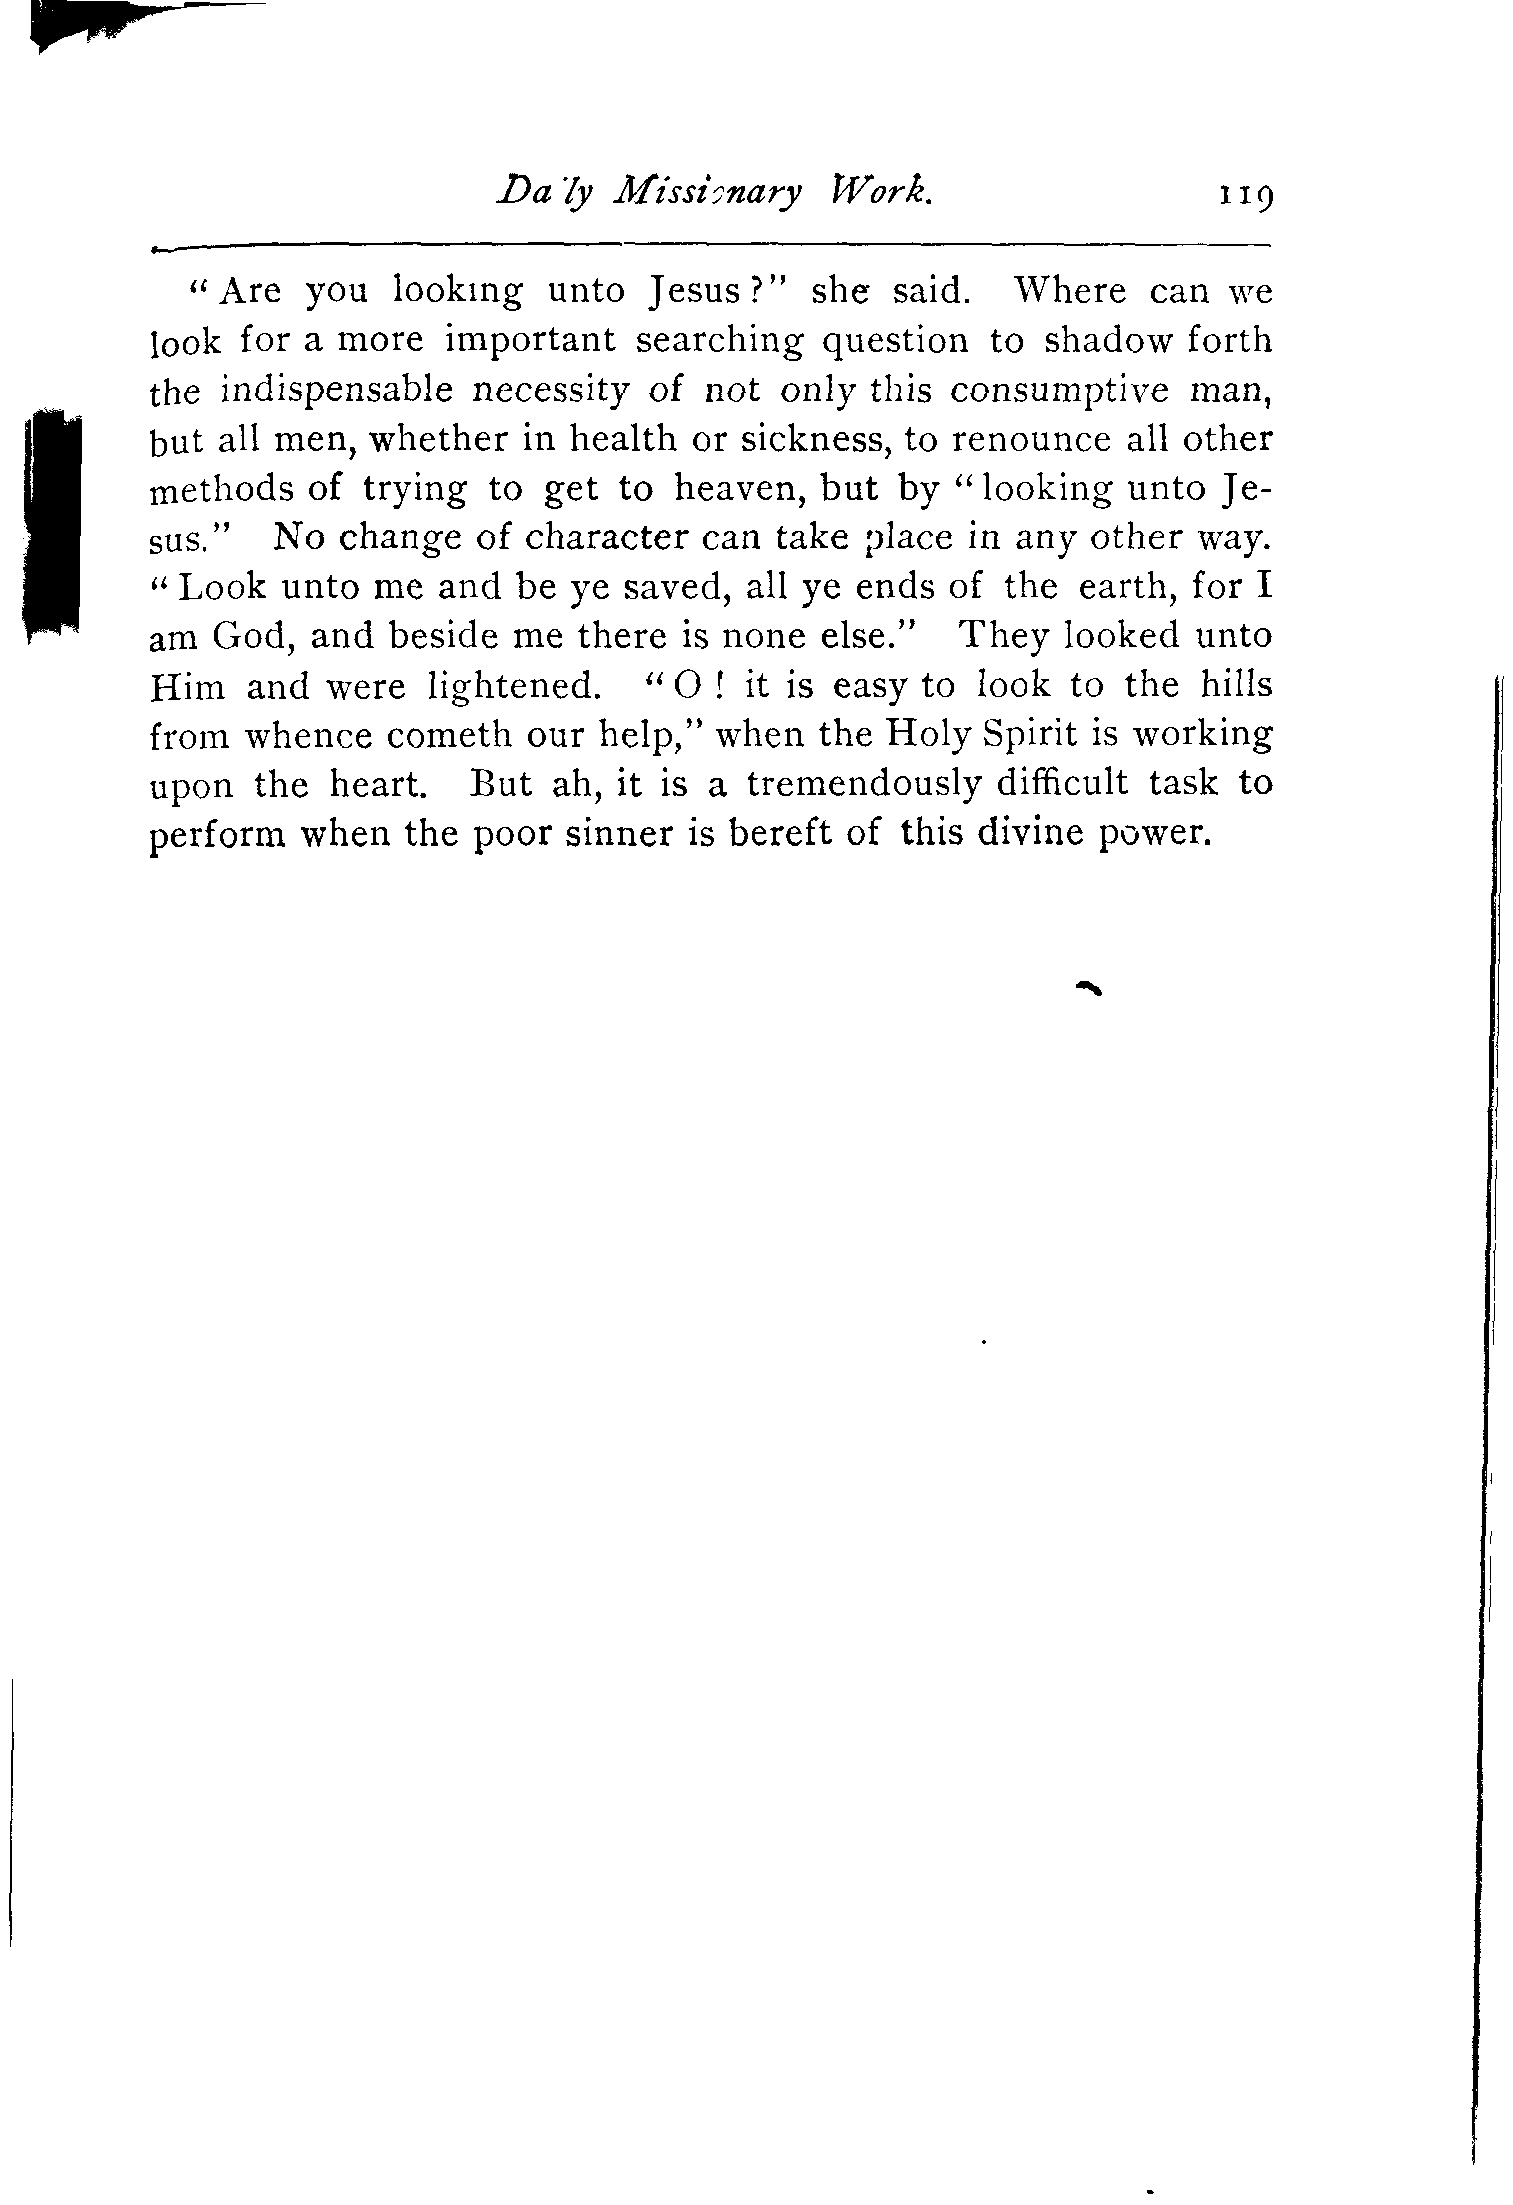 Daily Missionary Work. 119
"Are you looking unto Jesus?" she said. Where can we
look for a more important searching question to shadow forth
the indispensable necessity of not only this consumptive man,
but all men, whether in health or sickness, to renounce all other
methods of trying to get to heaven, but by "looking unto Je-
sus." No change of character can take place in any other way.
"Look unto me and be ye saved, all ye ends of the earth, for I
am God, and beside me there is none else." They looked unto
Him and were lightened. "O! it is easy to look to the hills
from whence cometh our help," when the Holy Spirit is working
upon the heart. But ah, it is a tremendously difficult task to
perform when the poor sinner is bereft of this divine power.